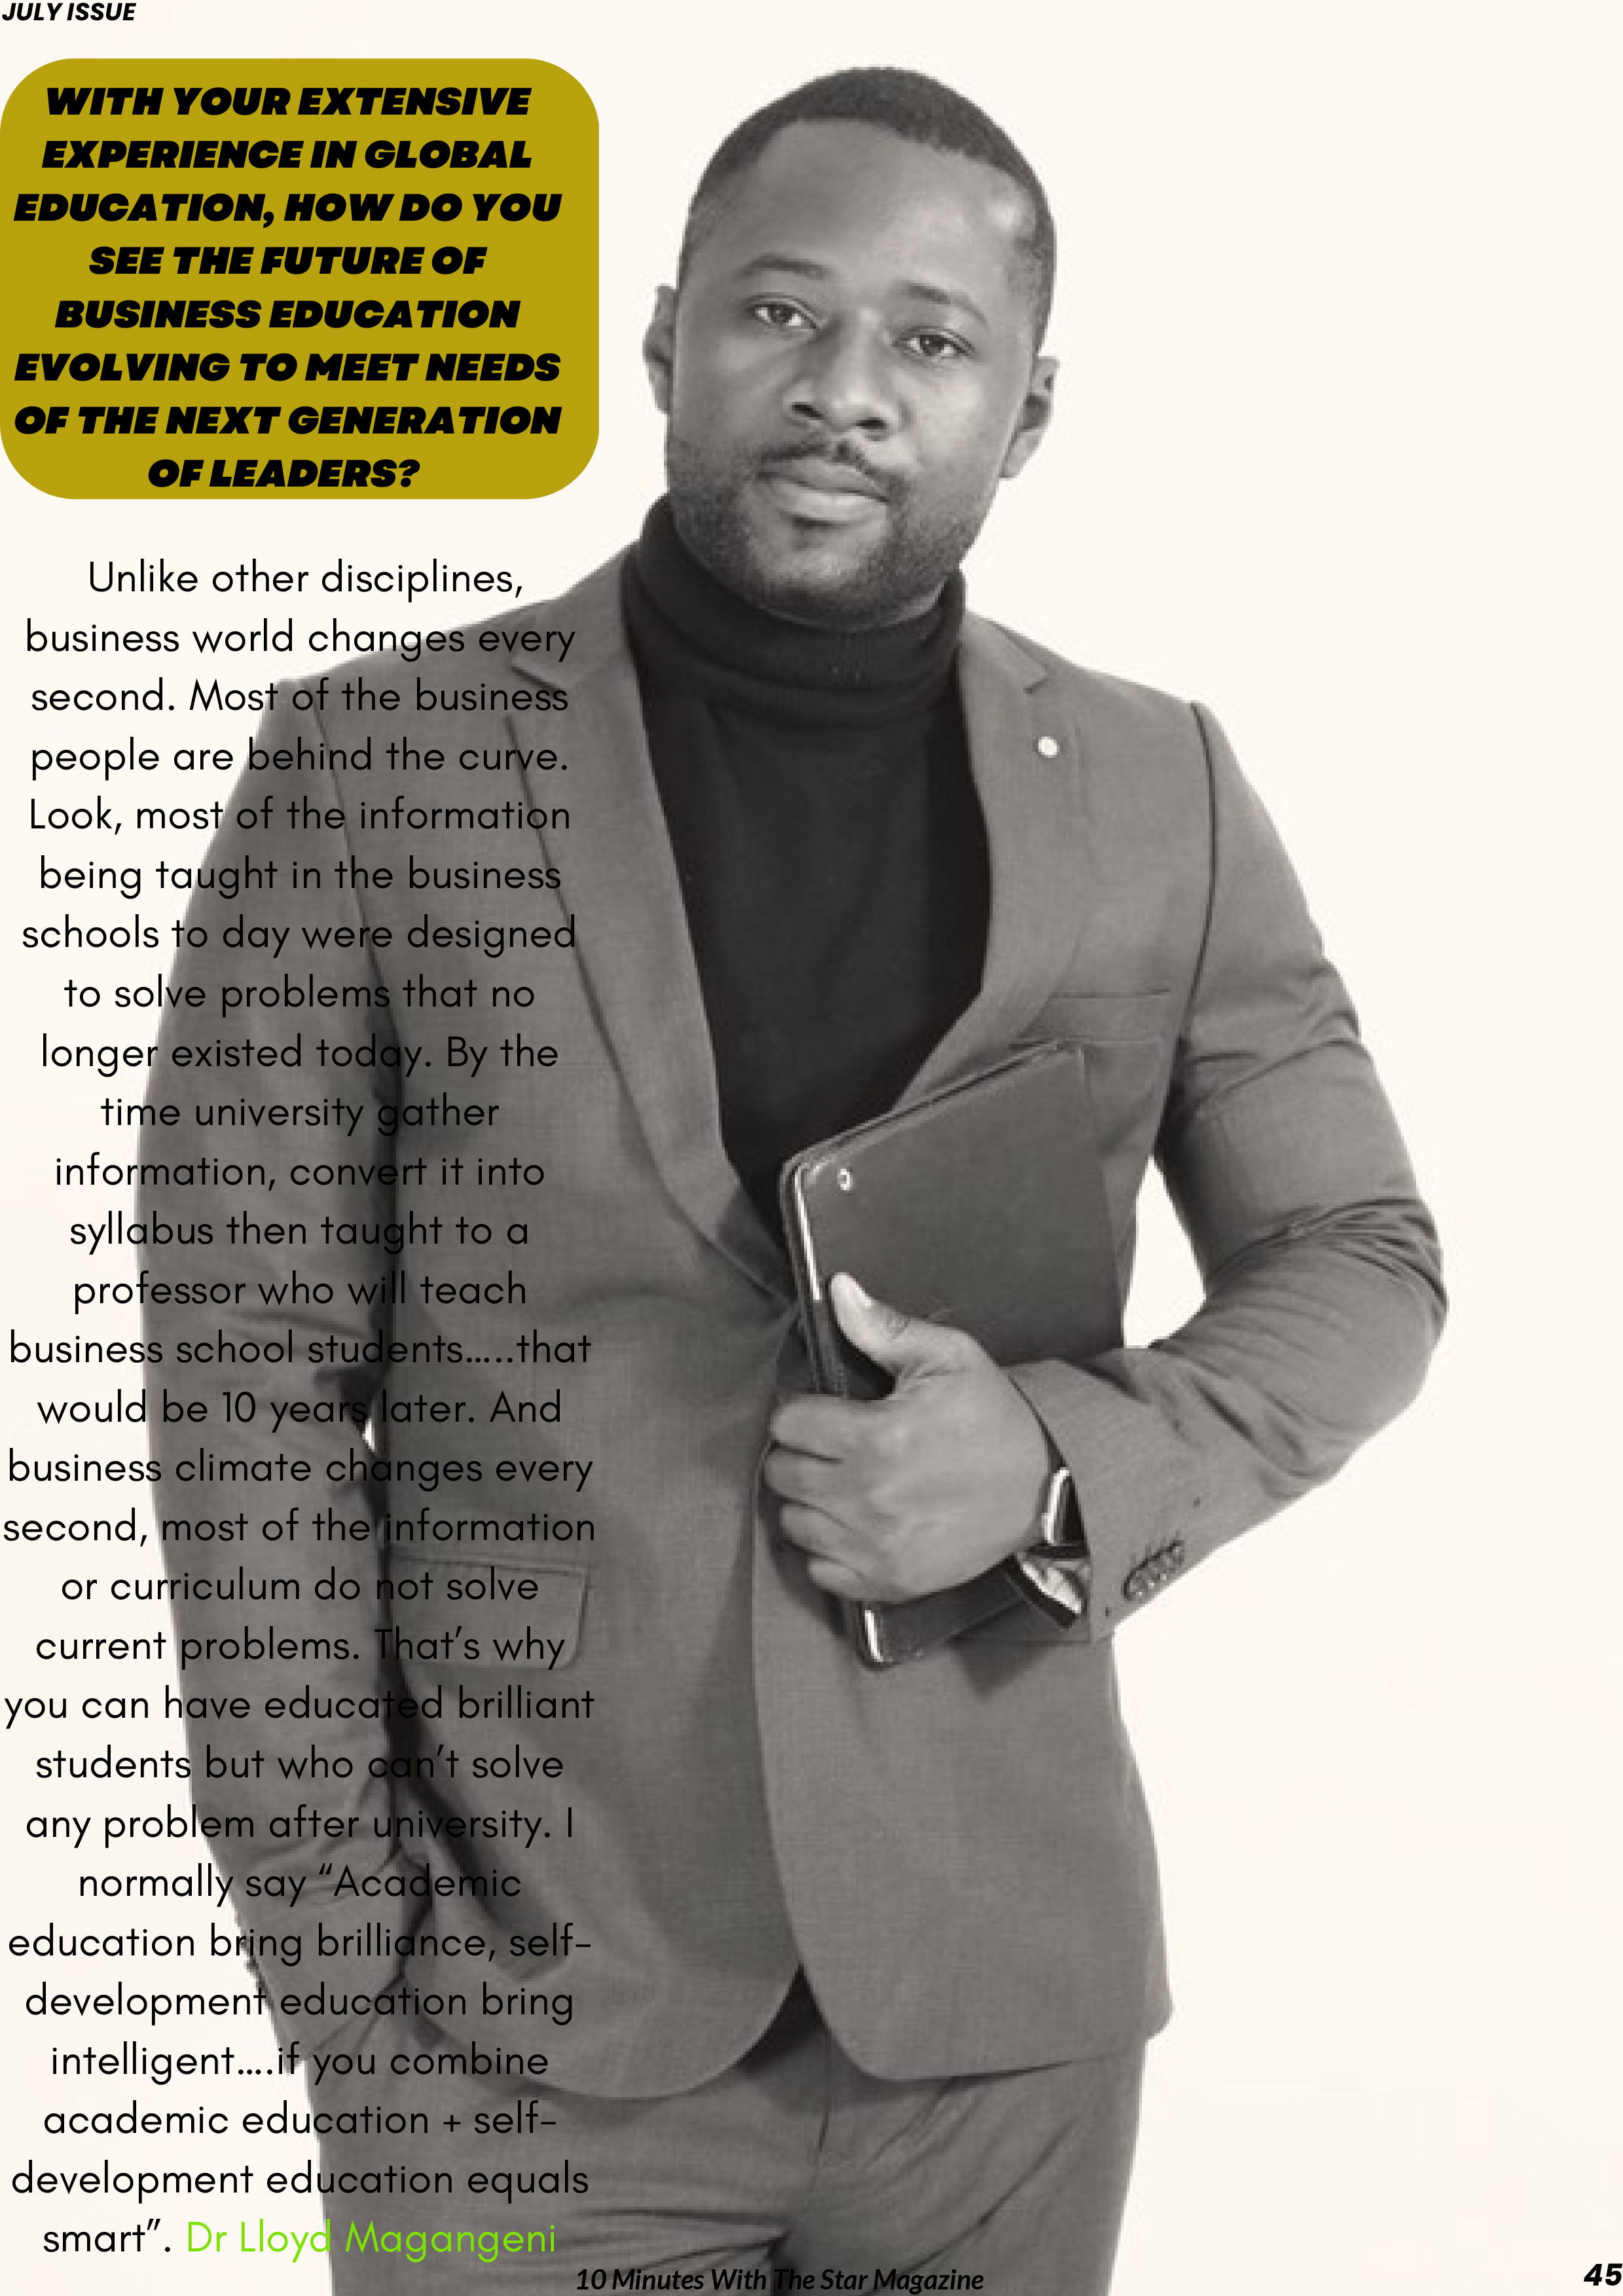 JULY ISSUE
WITH YOUR EXTENSIVE
EXPERIENCE IN GLOBAL
EDUCATION, HOW DO YOU
SEE THE FUTURE OF
BUSINESS EDUCATION
EVOLVING TO MEET NEEDS
OF THE NEXT GENERATION
OF LEADERS?
Unlike other disciplines,
business world changes every
second. Most of the business
people are behind the curve.
Look, most of the information
being taught in the business
schools to day were designed
to solve problems that no
longer existed today. By the
time university gather
information, convert it into
syllabus then taught to a
professor who will teach
business school students.....that
would be 10 years later. And
business climate changes every
second, most of the information
or curriculum do not solve
current problems. That’s why
you can have educated brilliant
students but who can’t solve
any problem after university. I
normally say “Academic
education bring brilliance, self-
development education bring
intelligent....if you combine
academic education + self-
development education equals
smart”. Dr Lloyd Magangeni
10 Minutes With The Star Magazine
45